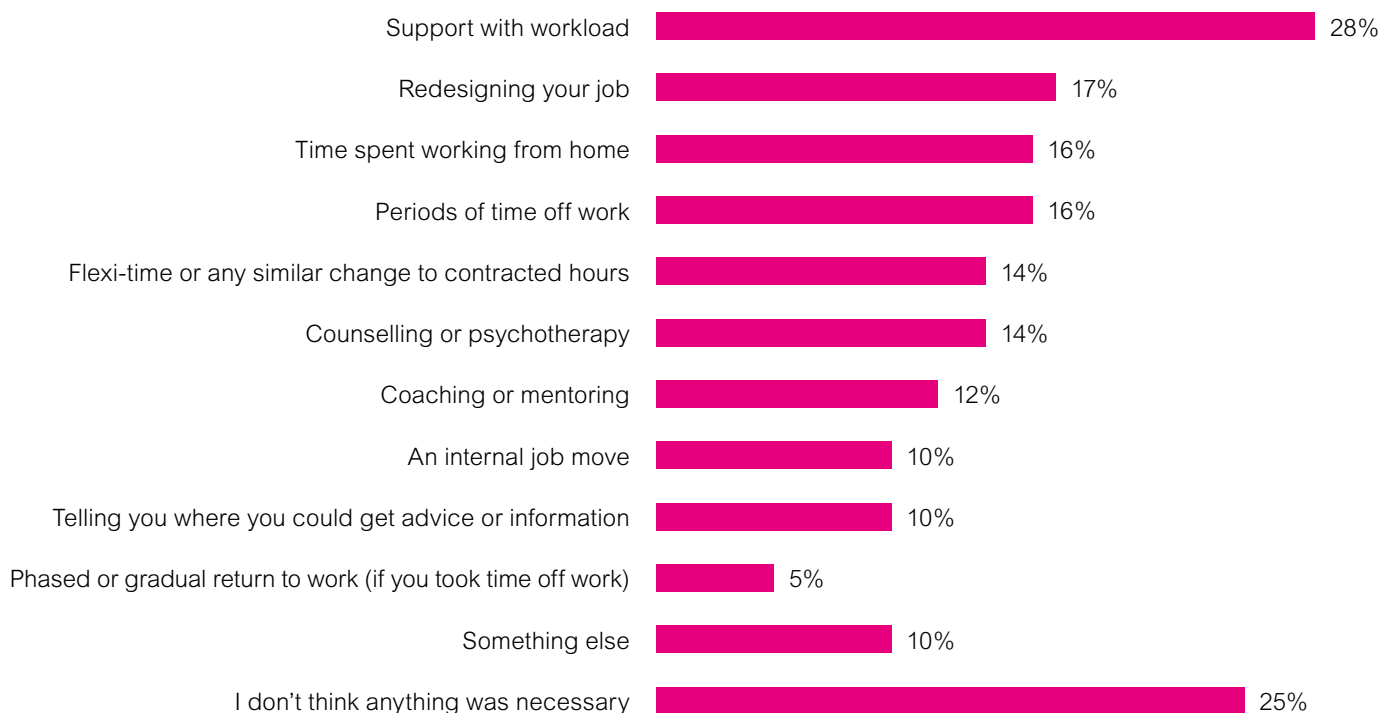 Support with workload 28%
Redesigning your job 17%
Time spent working from home 16%
Periods of time off work 16%
Flexi-time or any similar change to contracted hours 14%
Counselling or psychotherapy 14%
Coaching or mentoring 12%
An internal job move 10%
Telling you where you could get advice or information 10%
Phased or gradual return to work (if you took time off work) 5%
Something else 10%
I don’t think anything was necessary 25%